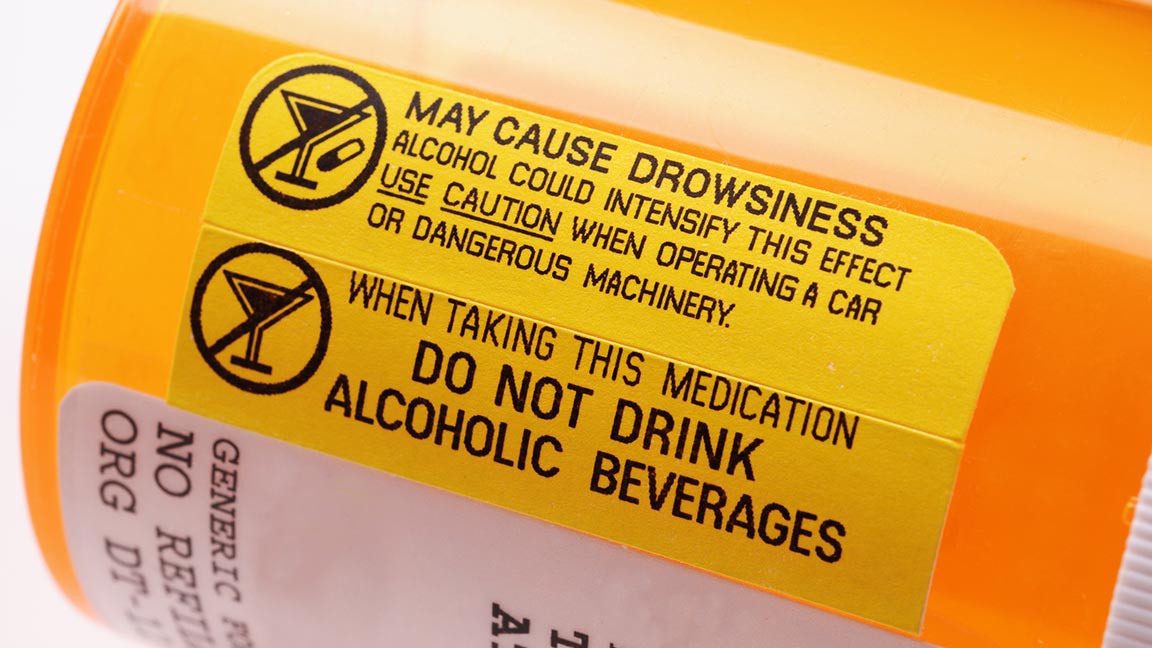 MAY CAUSE DROWSINESS
ALCOHOL COULD INTENSIFY THIS EFFECT
USE CAUTION WHEN OPERATING A CAR
OR DANGEROUS MACHINERY.
WHEN TAKING THIS MEDICATION
DO NOT DRINK
ALCOHOLIC BEVERAGES
GENERIC
NO
ORG